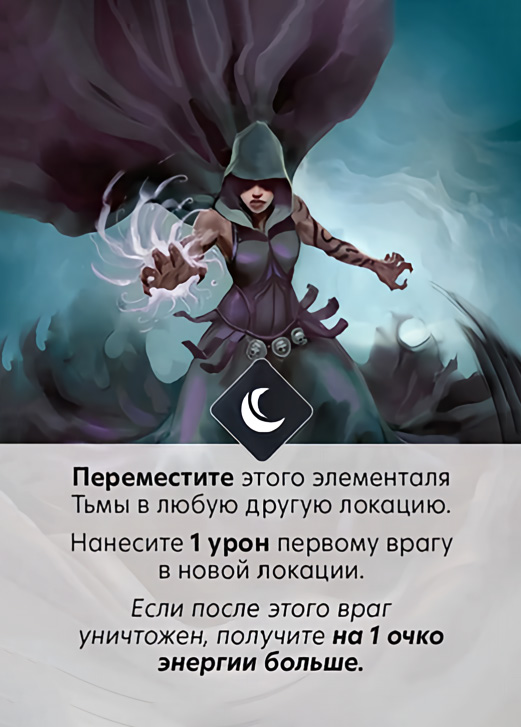 Переместите этого элементаля
Тьмы в любую другую локацию.
Нанесите 1 урон первому врагу
в новой локации.
Если после этого враг
уничтожен, получите на 1 очко
энергии больше.